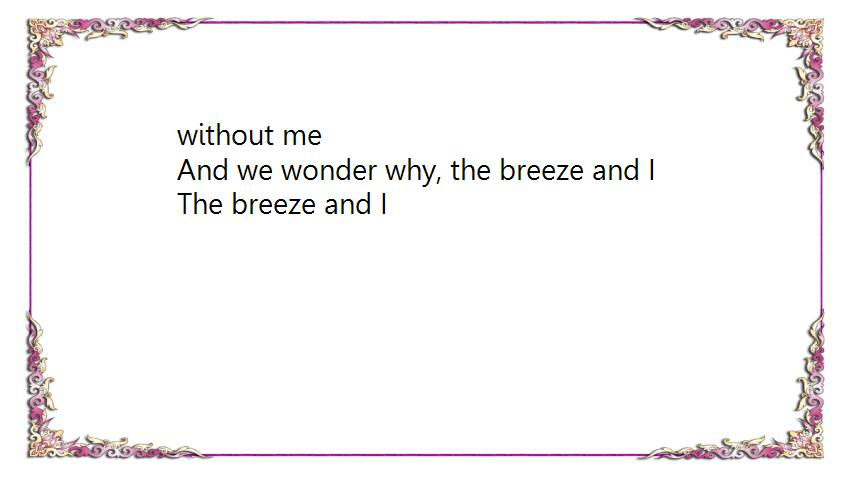 without me
And we wonder why, the breeze and I
The breeze and I